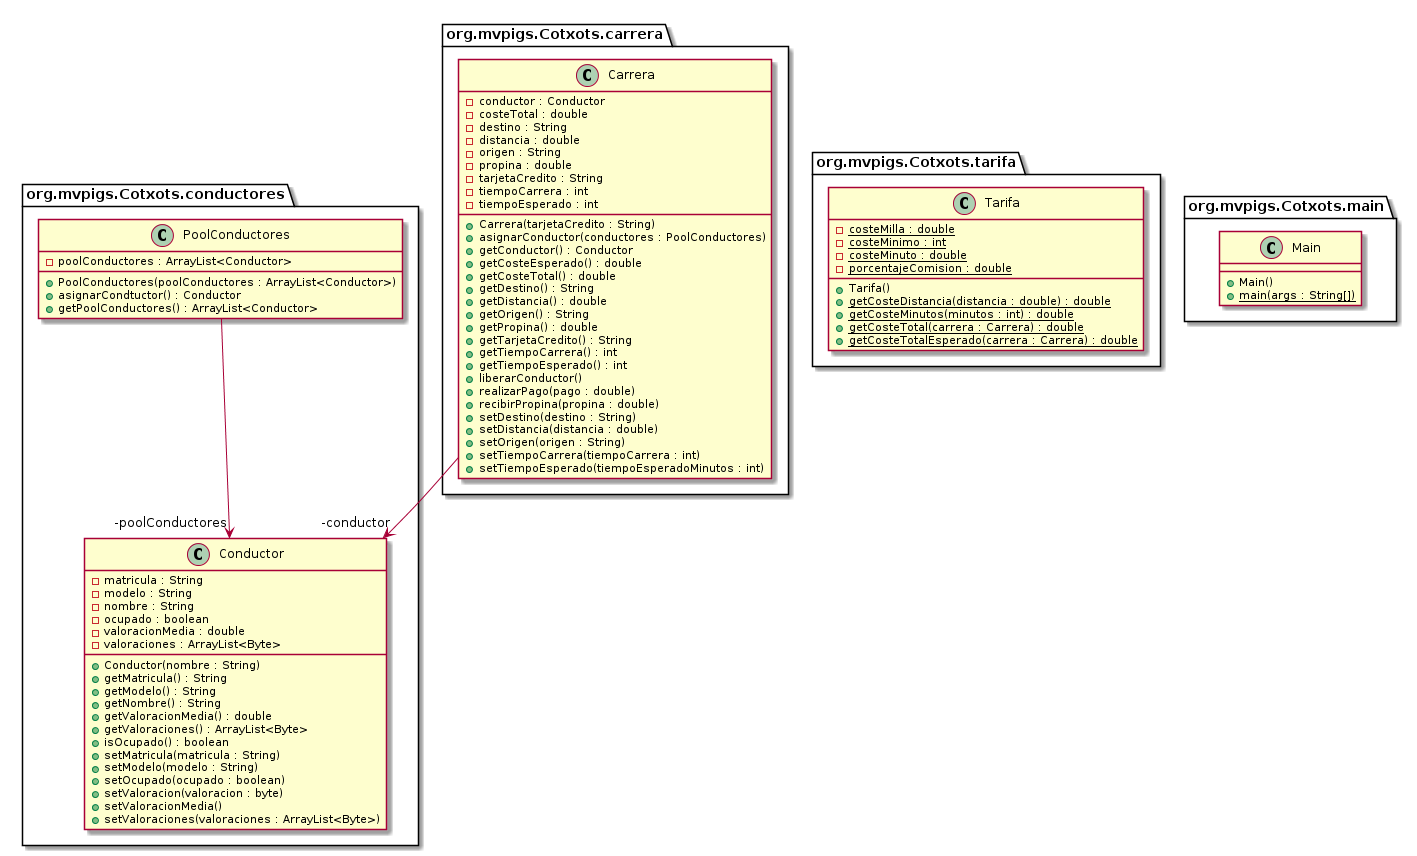 org.mvpigs.Cotxots.conductores
C PoolConductores
poolConductores : ArrayList<Conductor>
PoolConductores(poolConductores : ArrayList<Conductor>)
asignarCondtuctor() : Conductor
getPoolConductores() : ArrayList<Conductor>
-poolConductores
-conductor
C Conductor
matricula : String
modelo : String
nombre : String
ocupado : boolean
valoracionMedia : double
valoraciones : ArrayList<Byte>
Conductor(nombre : String)
getMatricula() : String
getModelo() : String
getNombre() : String
getValoracionMedia() : double
getValoraciones() : ArrayList<Byte>
isOcupado() : boolean
setMatricula(matricula : String)
setModelo(modelo : String)
setOcupado(ocupado : boolean)
setValoracion(valoracion : byte)
setValoracionMedia()
setValoraciones(valoraciones : ArrayList<Byte>)
org.mvpigs.Cotxots.carrera
C Carrera
conductor : Conductor
costeTotal : double
destino : String
distancia : double
origen : String
propina : double
tarjetaCredito : String
tiempoCarrera : int
tiempoEsperado : int
Carrera(tarjetaCredito : String)
asignarConductor(conductores : PoolConductores)
getConductor() : Conductor
getCosteEsperado() : double
getCosteTotal() : double
getDestino() : String
getDistancia() : double
getOrigen() : String
getPropina() : double
getTarjetaCredito() : String
getTiempoCarrera() : int
getTiempoEsperado() : int
liberarConductor()
realizarPago(pago : double)
recibirPropina(propina : double)
setDestino(destino : String)
setDistancia(distancia : double)
setOrigen(origen : String)
setTiempoCarrera(tiempoCarrera : int)
setTiempoEsperado(tiempoEsperadoMinutos : int)
org.mvpigs.Cotxots.tarifa
C Tarifa
costeMilla : double
costeMinimo : int
costeMinuto : double
porcentajeComision : double
Tarifa()
getCosteDistancia(distancia : double) : double
getCosteMinutos(minutos : int) : double
getCosteTotal(carrera : Carrera) : double
getCosteTotalEsperado(carrera : Carrera) : double
org.mvpigs.Cotxots.main
C Main
Main()
main(args : String[])